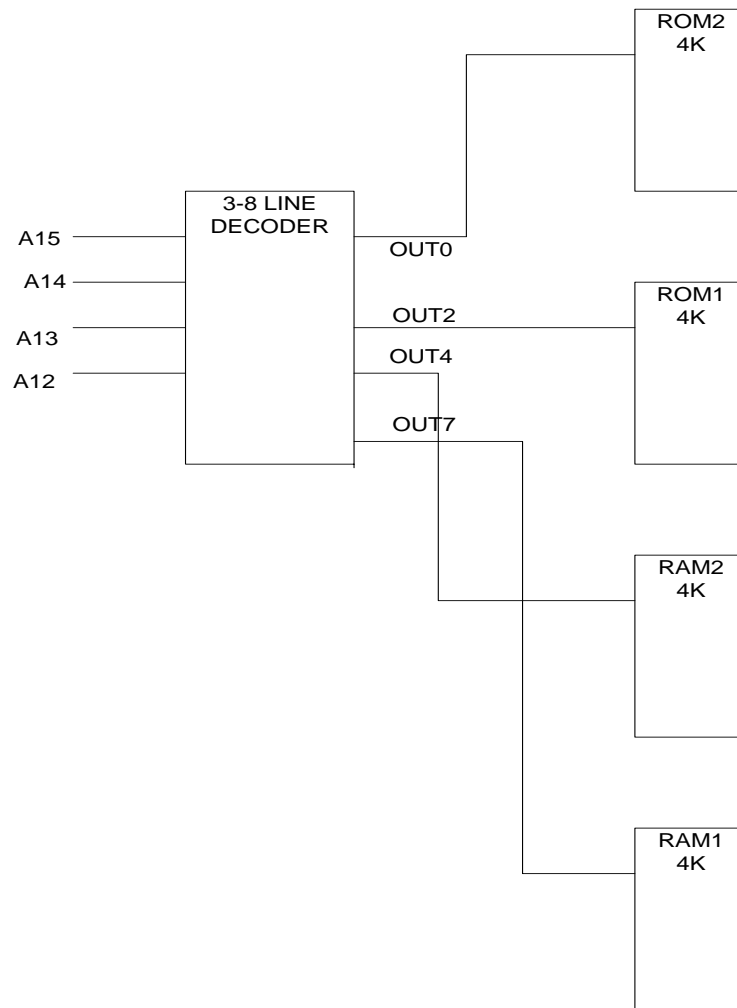 ROM2
4K
3-8 LINE
DECODER
A15
OUT0
A14
ROM1
4K
OUT2
A13
OUT4
A12
OUT7
RAM2
4K
RAM1
4K